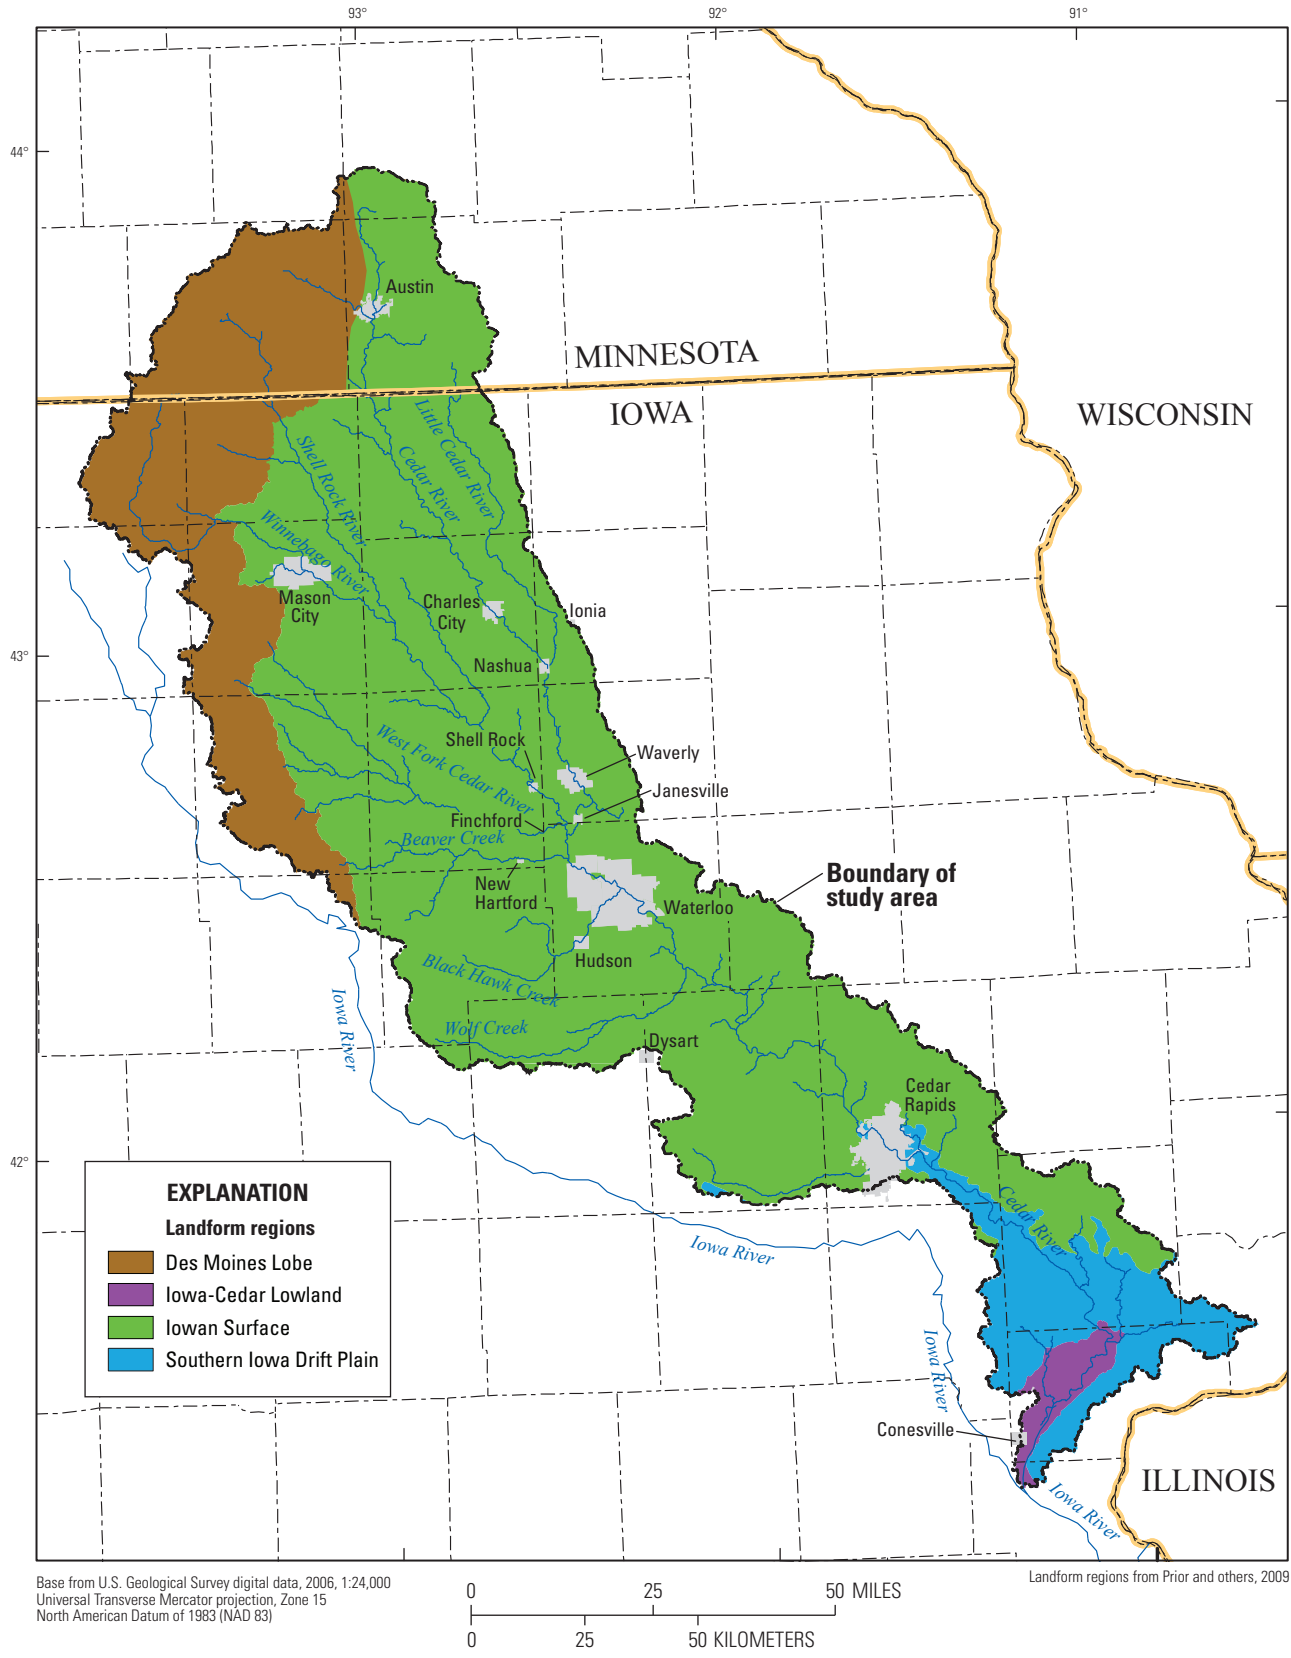 93°
92°
91°
44°
Austin
MINNESOTA
IOWA
WISCONSIN
Little Cedar River
Cedar River
Shell Rock River
Winnebago River
Mason
City
Charles
City
Ionia
43°
Nashua
Shell Rock
West Fork Cedar River
Waverly
Janesville
Finchford
Beaver Creek
New
Hartford
Boundary of
study area
Waterloo
Hudson
Black Hawk Creek
Iowa River
Wolf Creek
Dysart
Cedar
Rapids
42°
Cedar River
Iowa River
Iowa River
Conesville
ILLINOIS
Iowa River
EXPLANATION
Landform regions
Des Moines Lobe
Iowa-Cedar Lowland
Iowan Surface
Southern Iowa Drift Plain
Base from U.S. Geological Survey digital data, 2006, 1:24,000
Universal Transverse Mercator projection, Zone 15
North American Datum of 1983 (NAD 83)
0 25 50 MILES
0 25 50 KILOMETERS
Landform regions from Prior and others, 2009